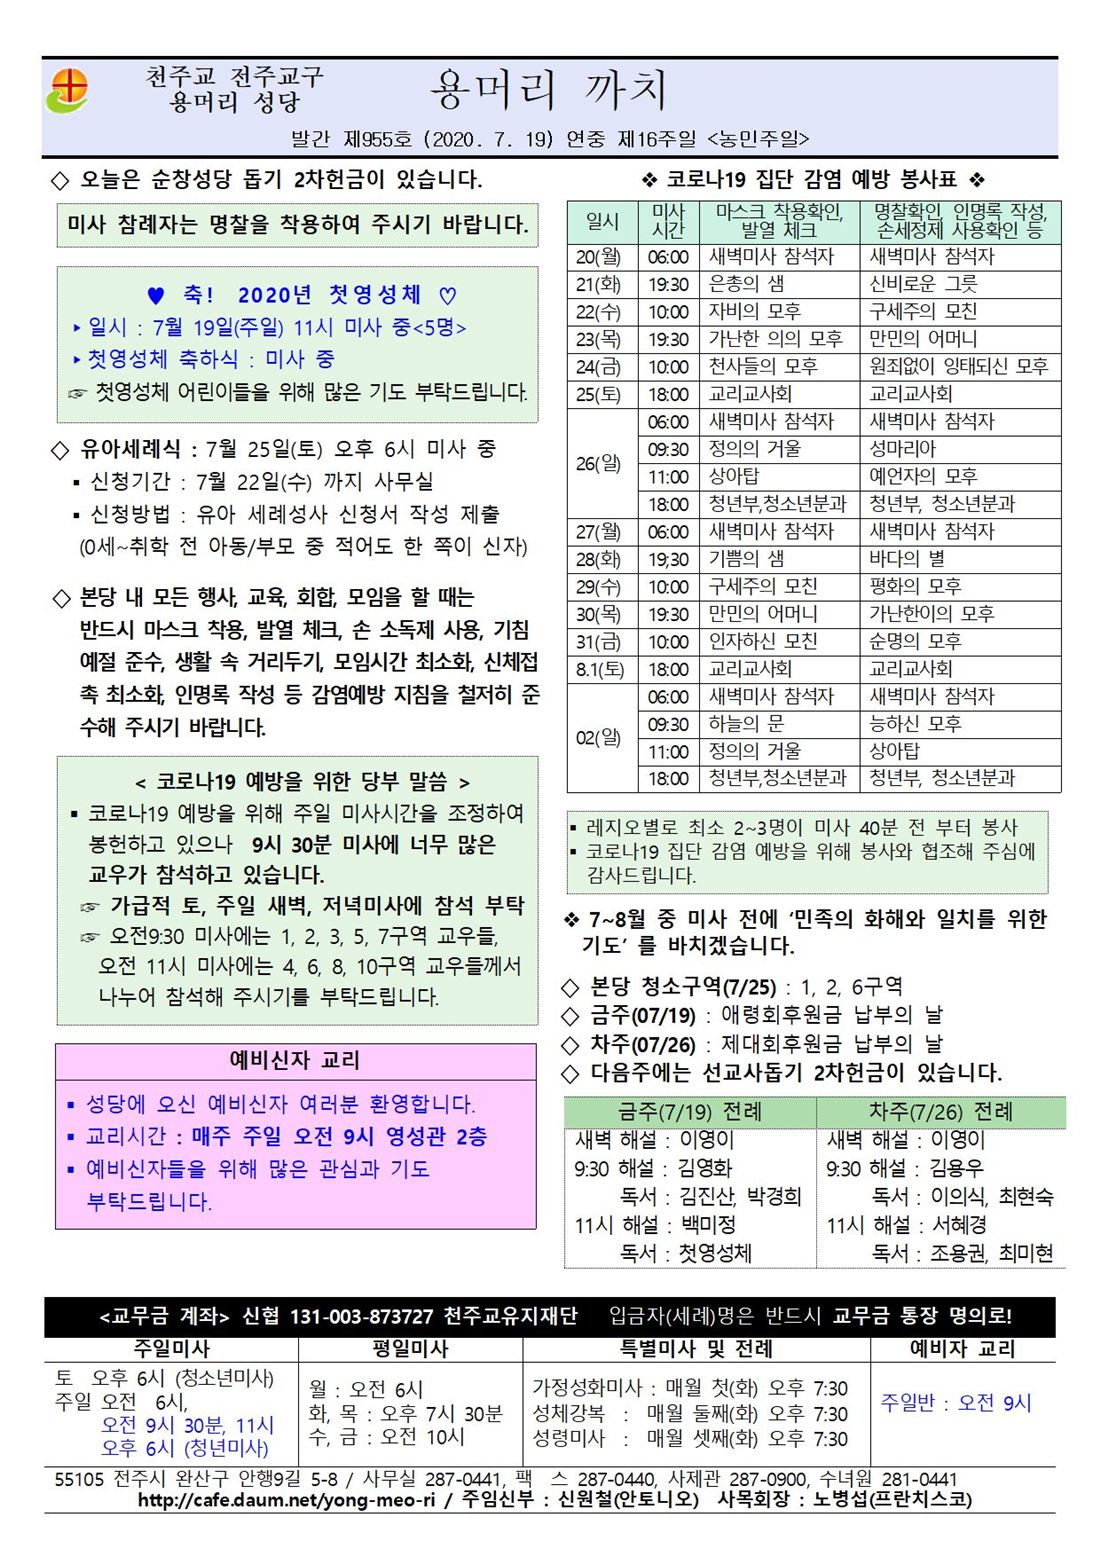 천주교 전주교구
용머리 성당
용머리 까치
발간 제955호 (2020. 7. 19) 연중 제16주일 <농민주일>
◇ 오늘은 순창성당 돕기 2차헌금이 있습니다.
미사 참례자는 명찰을 착용하여 주시기 바랍니다.
♥ 축! 2020년 첫영성체 ♡
▸일시 : 7월 19일(주일) 11시 미사 중<5명>
▸첫영성체 축하식 : 미사 중
☞ 첫영성체 어린이들을 위해 많은 기도 부탁드립니다.
◇ 유아세례식 : 7월 25일(토) 오후 6시 미사 중
▪ 신청기간 : 7월 22일(수) 까지 사무실
▪ 신청방법 : 유아 세례성사 신청서 작성 제출
(0세~취학 전 아동/부모 중 적어도 한 쪽이 신자)
◇ 본당 내 모든 행사, 교육, 회합, 모임을 할 때는
반드시 마스크 착용, 발열 체크, 손 소독제 사용, 기침
예절 준수, 생활 속 거리두기, 모임시간 최소화, 신체접
촉 최소화, 인명록 작성 등 감염예방 지침을 철저히 준
수해 주시기 바랍니다.
< 코로나19 예방을 위한 당부 말씀 >
▪ 코로나19 예방을 위해 주일 미사시간을 조정하여
봉헌하고 있으나 9시 30분 미사에 너무 많은
교우가 참석하고 있습니다.
☞ 가급적 토, 주일 새벽, 저녁미사에 참석 부탁
☞ 오전9:30 미사에는 1, 2, 3, 5, 7구역 교우들,
오전 11시 미사에는 4, 6, 8, 10구역 교우들께서
나누어 참석해 주시기를 부탁드립니다.
예비신자 교리
▪ 성당에 오신 예비신자 여러분 환영합니다.
▪ 교리시간 : 매주 주일 오전 9시 영성관 2층
▪ 예비신자들을 위해 많은 관심과 기도
부탁드립니다.
❖ 코로나19 집단 감염 예방 봉사표 ❖
일시 미사시간 마스크 착용확인, 발열 체크 명찰확인, 인명록 작성, 손세정제 사용확인 등
20(월) 06:00 새벽미사 참석자 새벽미사 참석자
21(화) 19:30 은총의 샘 신비로운 그릇
22(수) 10:00 자비의 모후 구세주의 모친
23(목) 19:30 가난한 의의 모후 만민의 어머니
24(금) 10:00 천사들의 모후 원죄없이 잉태되신 모후
25(토) 18:00 교리교사회 교리교사회
26(일) 06:00 새벽미사 참석자 새벽미사 참석자
09:30 정의의 거울 성마리아
11:00 상아탑 예언자의 모후
18:00 청년부,청소년분과 청년부, 청소년분과
27(월) 06:00 새벽미사 참석자 새벽미사 참석자
28(화) 19;30 기쁨의 샘 바다의 별
29(수) 10:00 구세주의 모친 평화의 모후
30(목) 19:30 만민의 어머니 가난한이의 모후
31(금) 10:00 인자하신 모친 순명의 모후
8.1(토) 18:00 교리교사회 교리교사회
02(일) 06:00 새벽미사 참석자 새벽미사 참석자
09:30 하늘의 문 능하신 모후
11:00 정의의 거울 상아탑
18:00 청년부,청소년분과 청년부, 청소년분과
▪ 레지오별로 최소 2~3명이 미사 40분 전 부터 봉사
▪ 코로나19 집단 감염 예방을 위해 봉사와 협조해 주심에
감사드립니다.
❖ 7~8월 중 미사 전에 ‘민족의 화해와 일치를 위한
기도’ 를 바치겠습니다.
◇ 본당 청소구역(7/25) : 1, 2, 6구역
◇ 금주(07/19) : 애령회후원금 납부의 날
◇ 차주(07/26) : 제대회후원금 납부의 날
◇ 다음주에는 선교사돕기 2차헌금이 있습니다.
금주(7/19) 전례 차주(7/26) 전례
새벽 해설 : 이영이 새벽 해설 : 이영이
9:30 해설 : 김영화 9:30 해설 : 김용우
독서 : 김진산, 박경희 독서 : 이의식, 최현숙
11시 해설 : 백미정 11시 해설 : 서혜경
독서 : 첫영성체 독서 : 조용권, 최미현
<교무금 계좌> 신협 131-003-873727 천주교유지재단 입금자(세례)명은 반드시 교무금 통장 명의로!
주일미사 평일미사 특별미사 및 전례 예비자 교리
토 오후 6시 (청소년미사)
주일 오전 6시,
오전 9시 30분, 11시
오후 6시 (청년미사)
월 : 오전 6시
화, 목 : 오후 7시 30분
수, 금 : 오전 10시
가정성화미사 : 매월 첫(화) 오후 7:30
성체강복 : 매월 둘째(화) 오후 7:30
성령미사 : 매월 셋째(화) 오후 7:30
주일반 : 오전 9시
55105 전주시 완산구 안행9길 5-8 / 사무실 287-0441, 팩 스 287-0440, 사제관 287-0900, 수녀원 281-0441
http://cafe.daum.net/yong-meo-ri / 주임신부 : 신원철(안토니오) 사목회장 : 노병섭(프란치스코)